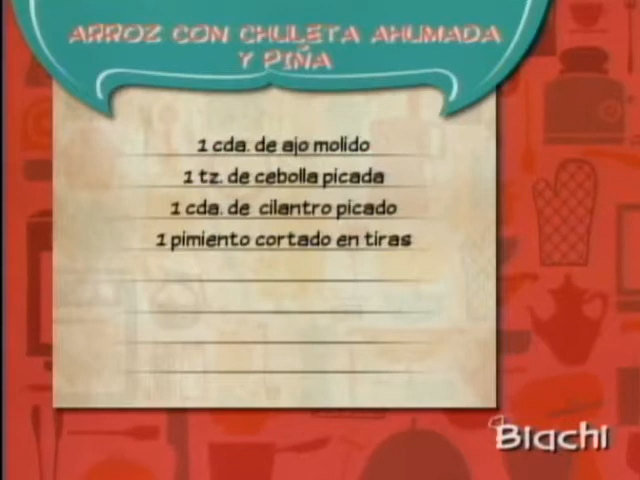 ARROZ CON CHULETA AHUMADA
Y PIÑA
1 cda. de ajo molido
1 tz. de cebolla picada
1 cda. de cilantro picado
1 pimiento cortado en tiras
Biachi